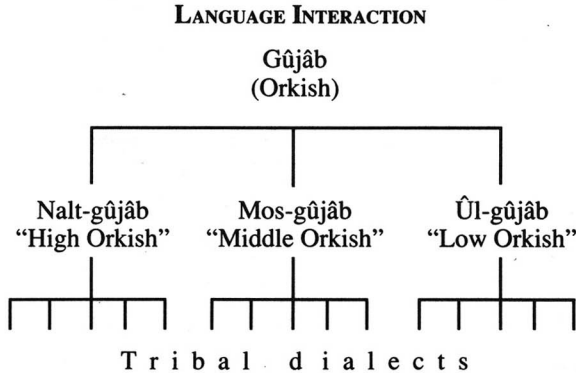 LANGUAGE INTERACTION
Gûjâb
(Orkish)
Nalt-gûjâb
“High Orkish”
Mos-gûjâb
“Middle Orkish”
Ûl-gûjâb
“Low Orkish”
Tribal dialects